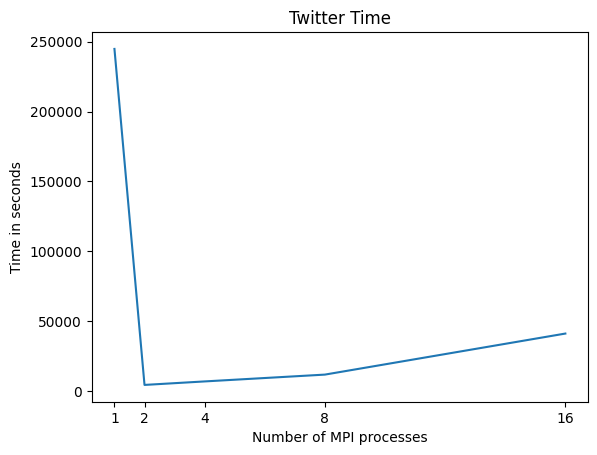 Twitter Time
250000
200000
150000
100000
50000
0
Time in seconds
1 2 4 8 16
Number of MPI processes